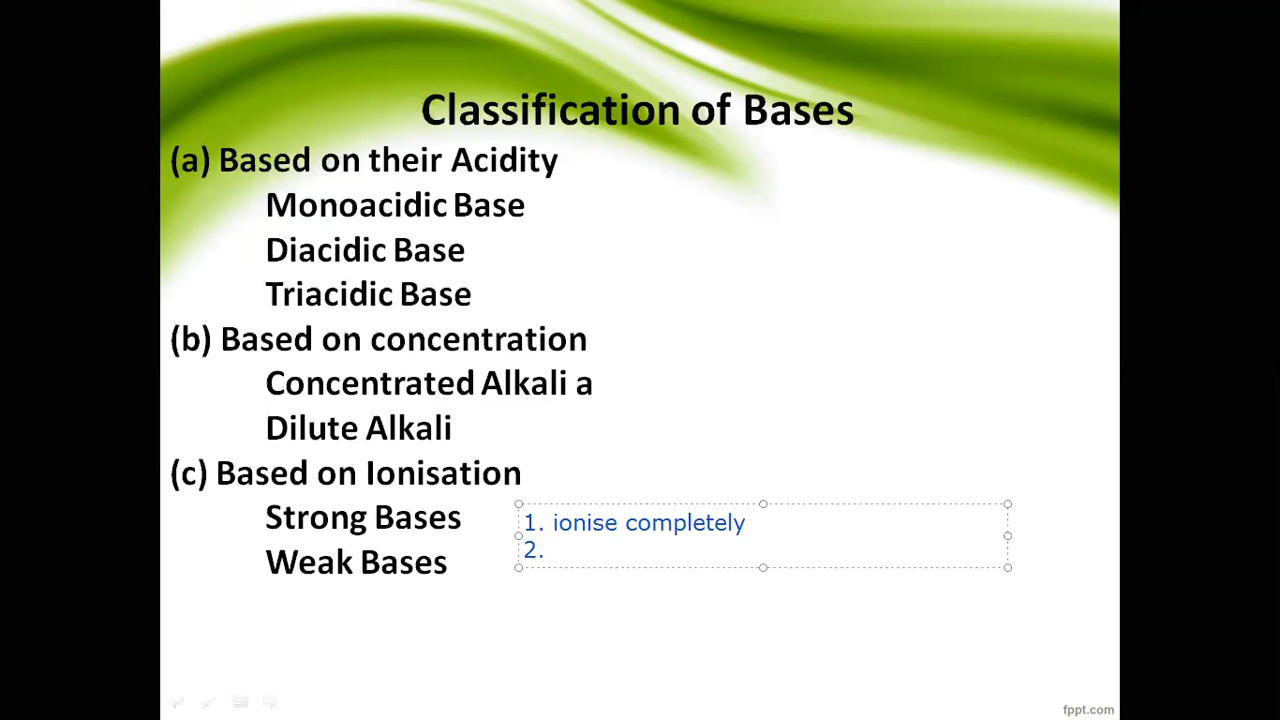 Classification of Bases
(a) Based on their Acidity
Monoacidic Base
Diacidic Base
Triacidic Base
(b) Based on concentration
Concentrated Alkali a
Dilute Alkali
(c) Based on Ionisation
Strong Bases
1. ionise completely
2.
Weak Bases
fppt.com